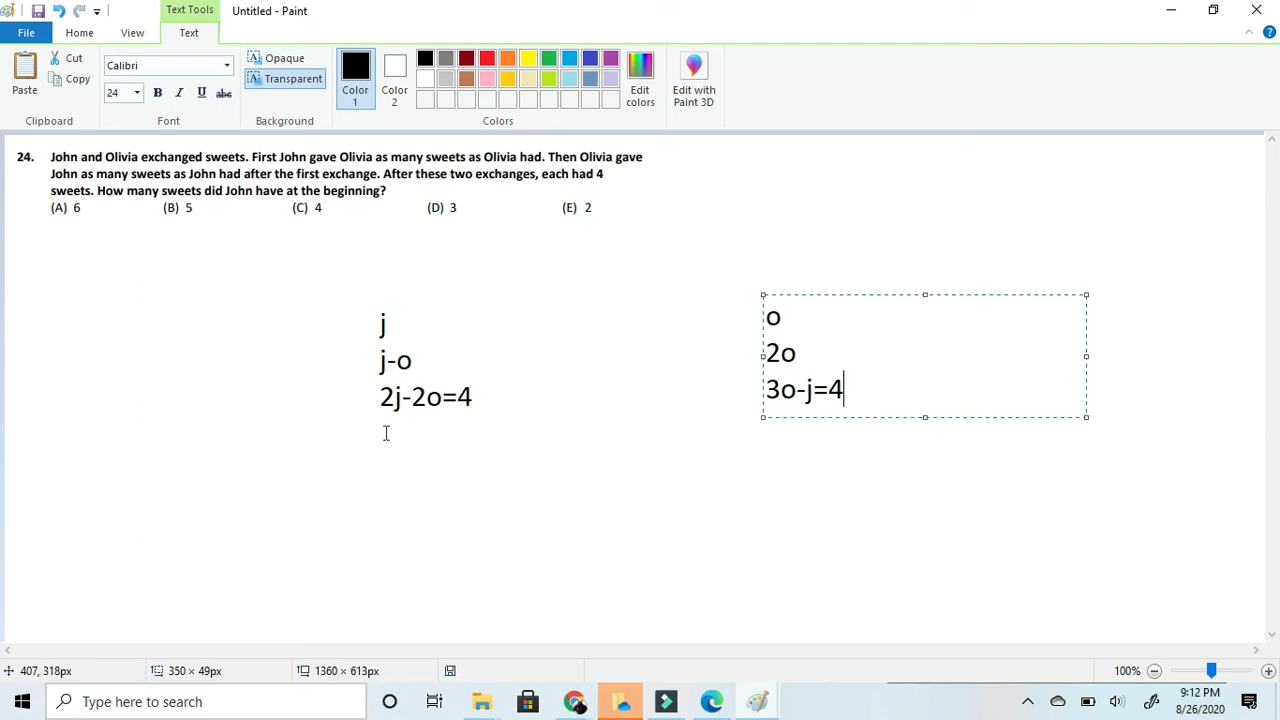 Text Tools
Untitled - Paint
File
Home
View
Text
Paste
Cut
Copy
Clipboard
Calibri
24
B I U abc
Font
Opaque
Transparent
Background
Color 1
Color 2
Edit colors
Colors
Edit with Paint 3D
24. John and Olivia exchanged sweets. First John gave Olivia as many sweets as Olivia had. Then Olivia gave
John as many sweets as John had after the first exchange. After these two exchanges, each had 4
sweets. How many sweets did John have at the beginning?
(A) 6 (B) 5 (C) 4 (D) 3 (E) 2
j
j-o
2j-2o=4
o
2o
3o-j=4
407, 318px
350 × 49px
1360 × 613px
100%
Type here to search
9:12 PM
8/26/2020